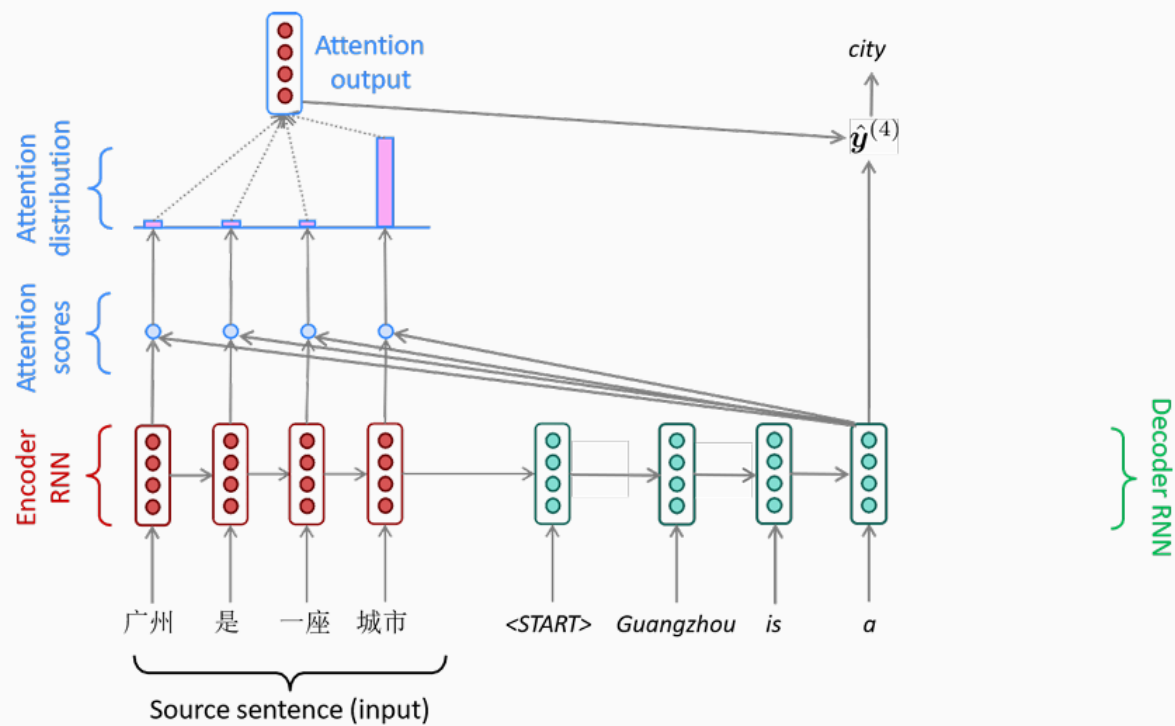 Attention
output
city
ŷ(4)
Attention
distribution
Attention
scores
Encoder
RNN
Decoder RNN
广州 是 一座 城市 <START> Guangzhou is a
Source sentence (input)